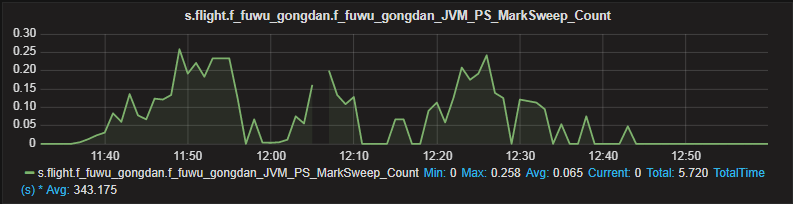 s.flight.f_fuwu_gongdan.f_fuwu_gongdan_JVM_PS_MarkSweep_Count
0.30
0.25
0.20
0.15
0.10
0.05
0
11:40 11:50 12:00 12:10 12:20 12:30 12:40 12:50
s.flight.f_fuwu_gongdan.f_fuwu_gongdan_JVM_PS_MarkSweep_Count Min: 0 Max: 0.258 Avg: 0.065 Current: 0 Total: 5.720 TotalTime
(s) * Avg: 343.175